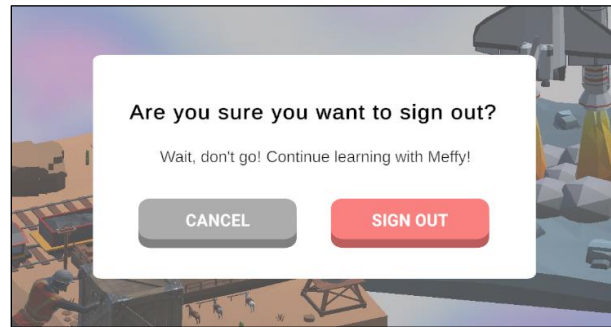 Are you sure you want to sign out?
Wait, don't go! Continue learning with Meffy!
CANCEL
SIGN OUT